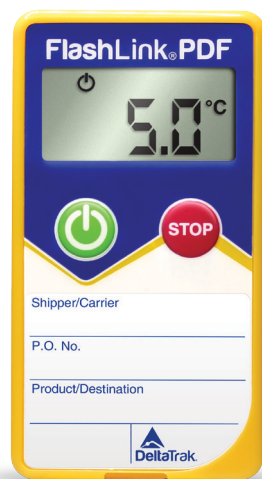 FlashLink®PDF
5.0°C
STOP
Shipper/Carrier
P.O. No.
Product/Destination
DeltaTrak